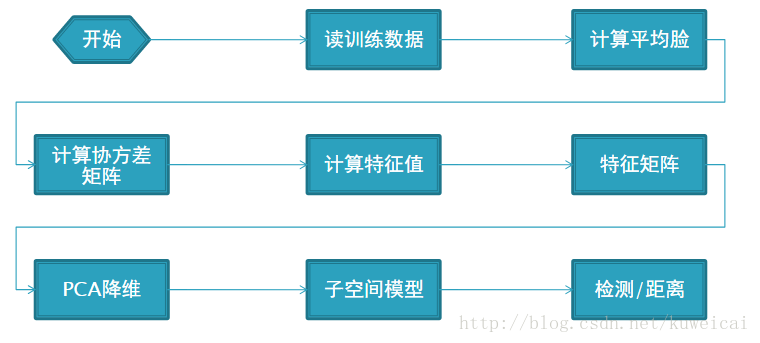 开始
读训练数据
计算平均脸
计算协方差
矩阵
计算特征值
特征矩阵
PCA降维
子空间模型
检测/距离
http://blog.csdn.net/kuweicai